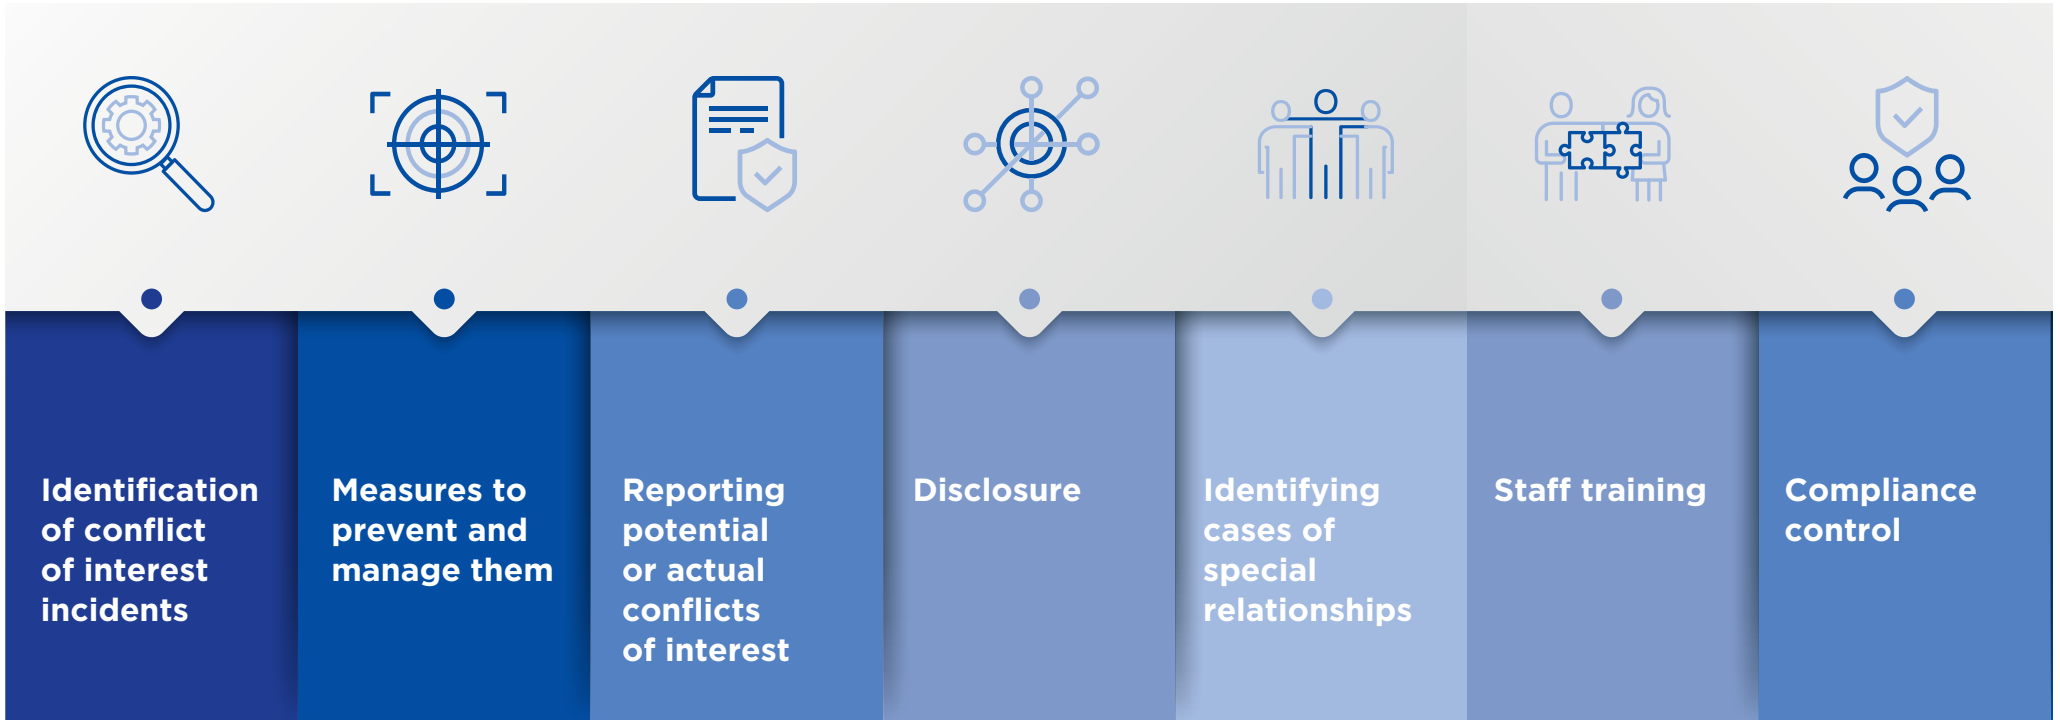 Identification
of conflict
of interest
incidents
Measures to
prevent and
manage them
Reporting
potential
or actual
conflicts
of interest
Disclosure
Identifying
cases of
special
relationships
Staff training
Compliance
control